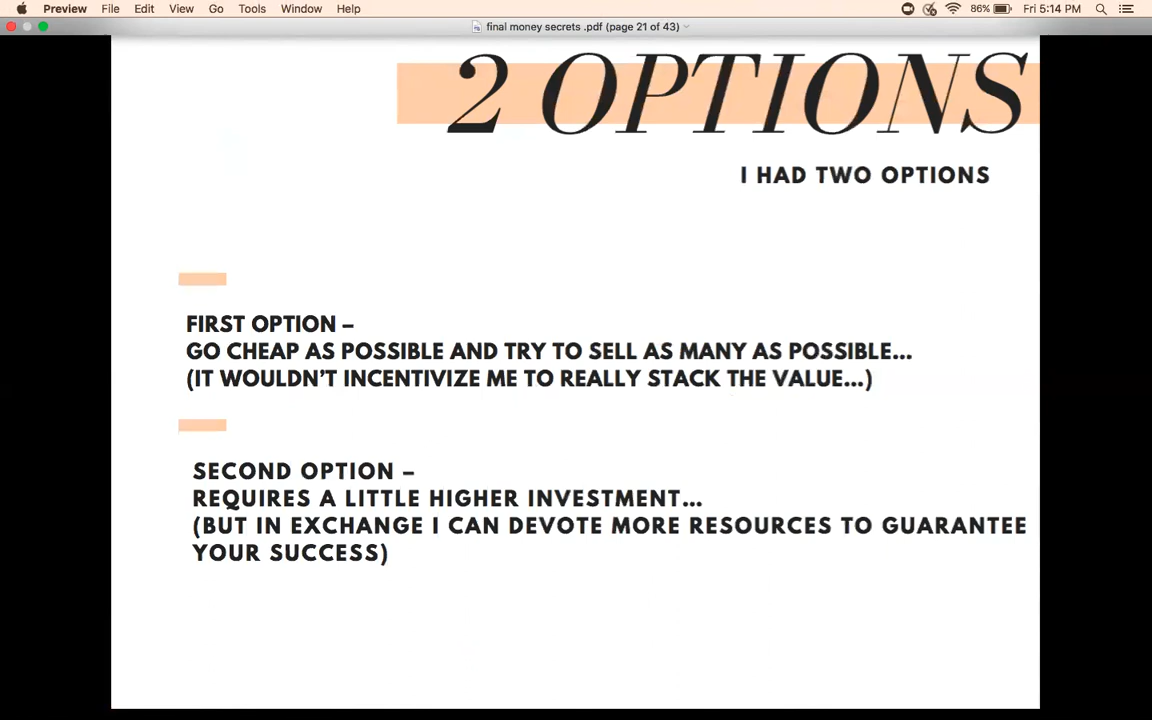 Preview File Edit View Go Tools Window Help 86% Fri 5:14 PM
final money secrets .pdf (page 21 of 43)
2 OPTIONS
I HAD TWO OPTIONS
FIRST OPTION –
GO CHEAP AS POSSIBLE AND TRY TO SELL AS MANY AS POSSIBLE...
(IT WOULDN'T INCENTIVIZE ME TO REALLY STACK THE VALUE...)
SECOND OPTION –
REQUIRES A LITTLE HIGHER INVESTMENT...
(BUT IN EXCHANGE I CAN DEVOTE MORE RESOURCES TO GUARANTEE
YOUR SUCCESS)